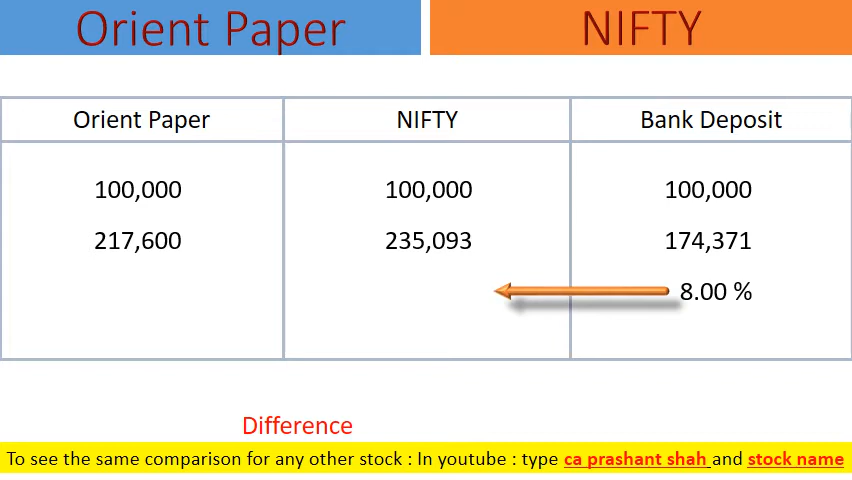 Orient Paper NIFTY
Orient Paper NIFTY Bank Deposit
100,000 100,000 100,000
217,600 235,093 174,371
8.00 %
Difference
To see the same comparison for any other stock : In youtube : type ca prashant shah and stock name